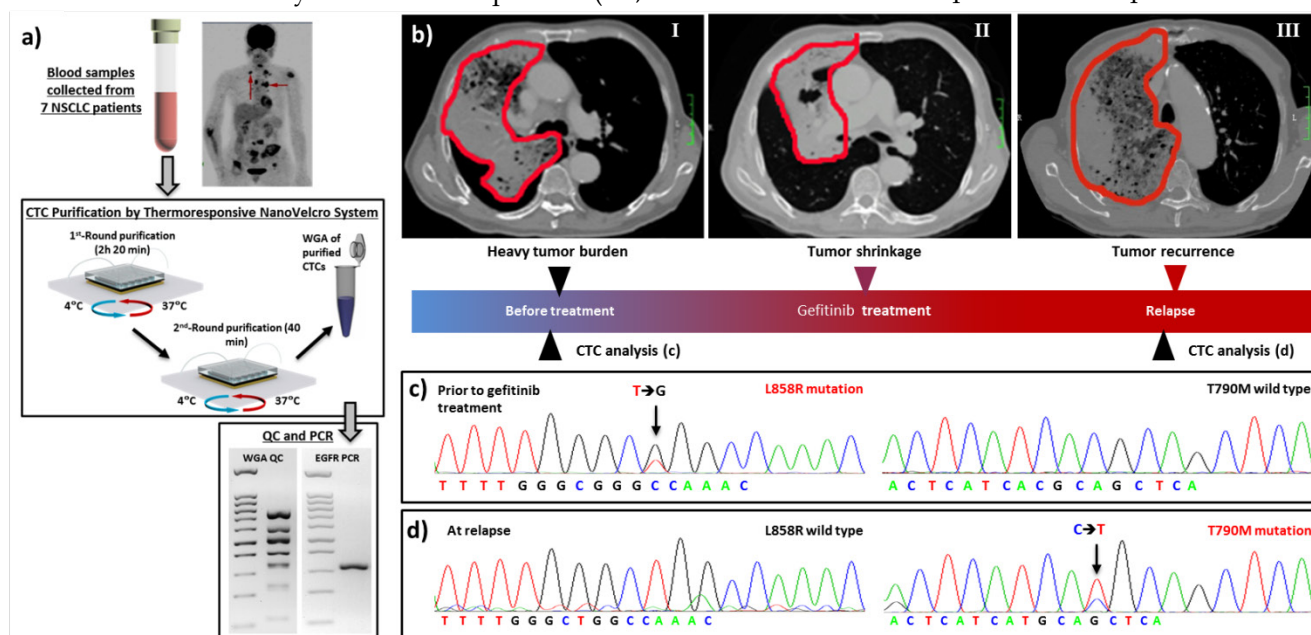 a)
Blood samples
collected from
7 NSCLC patients
CTC Purification by Thermoresponsive NanoVelcro System
1st-Round purification
(2h 20 min)
WGA of
purified
CTCs
4°C 37°C
2nd-Round purification (40
min)
4°C 37°C
QC and PCR
WGA QC EGFR PCR
b)
I
II
III
R
Heavy tumor burden
Tumor shrinkage
Tumor recurrence
Before treatment
Gefitinib treatment
Relapse
CTC analysis (c)
CTC analysis (d)
c)
Prior to gefitinib
treatment
T→G
L858R mutation
T790M wild type
T T T T G G G C G G G C C A A A C
A C T C A T C A C G C A G C T C A
d)
At relapse
L858R wild type
C→T
T790M mutation
T T T T G G G C T G G C C A A A C
A C T C A T C A T G C A G C T C A